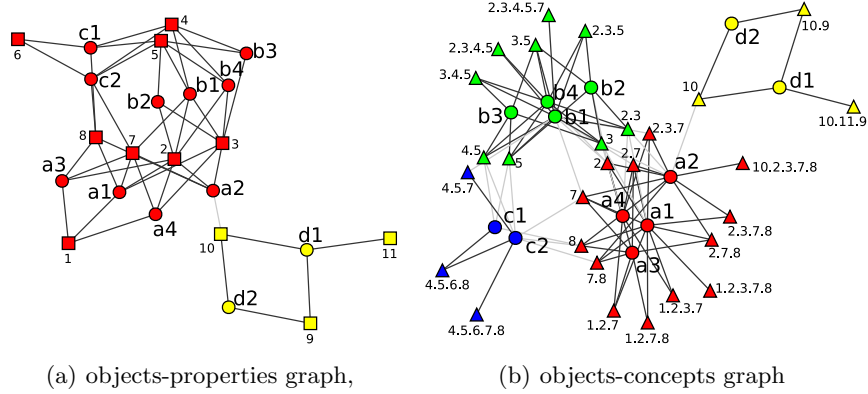 4
c1
6
5
b3
c2
b4
b1
b2
8
7
2
3
a3
a1
a2
a4
1
10
d1
11
d2
9
(a) objects-properties graph,
2.3.4.5.7
10.9
2.3.4.5
3.5
2.3.5
d2
3.4.5
b2
d1
b4
10
b3
b1
10.11.9
2.3
3
2.3.7
4.5
5
2
2.7
a2
10.2.3.7.8
4.5.7
7
c1
a4
a1
2.3.7.8
c2
8
a3
2.7.8
7.8
4.5.6.8
1.2.3.7.8
1.2.3.7
4.5.6.7.8
1.2.7
1.2.7.8
(b) objects-concepts graph